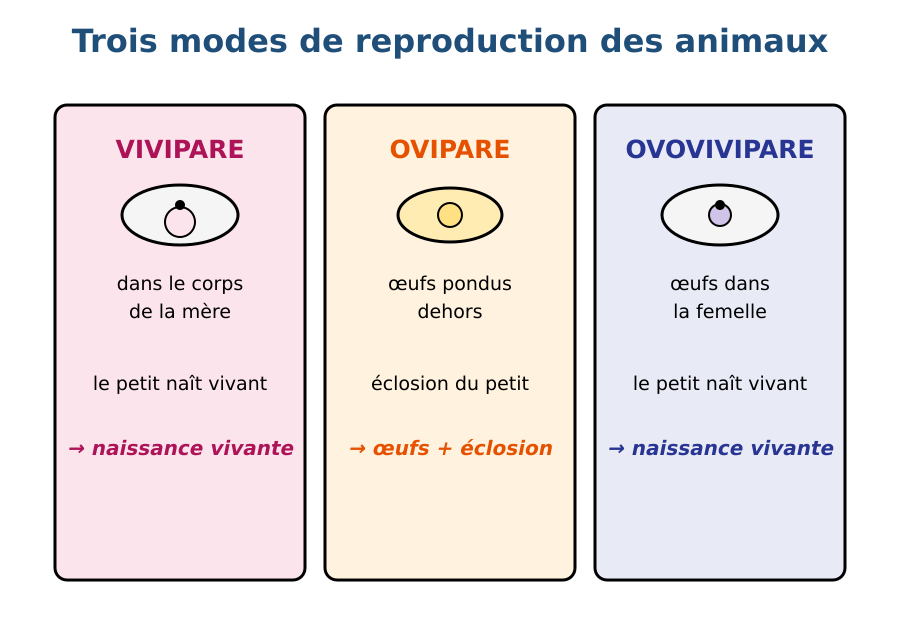 Trois modes de reproduction des animaux
VIVIPARE
dans le corps
de la mère
le petit naît vivant
→ naissance vivante
OVIPARE
œufs pondus
dehors
éclosion du petit
→ œufs + éclosion
OVOVIVIPARE
œufs dans
la femelle
le petit naît vivant
→ naissance vivante